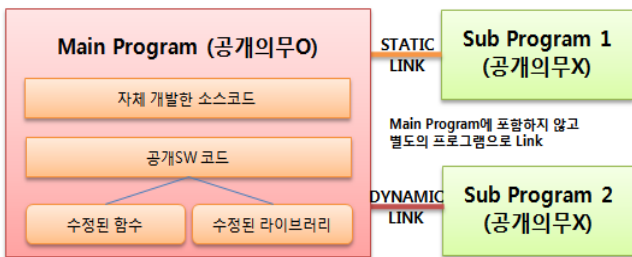 Main Program (공개의무O)
자체 개발한 소스코드
공개SW 코드
수정된 함수
수정된 라이브러리
STATIC
LINK
Sub Program 1
(공개의무X)
Main Program에 포함하지 않고
별도의 프로그램으로 Link
DYNAMIC
LINK
Sub Program 2
(공개의무X)